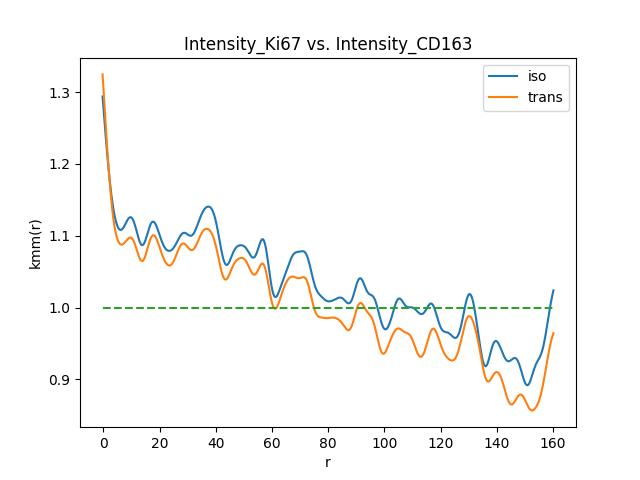 Intensity_Ki67 vs. Intensity_CD163
iso
trans
1.3
1.2
1.1
1.0
0.9
kmm(r)
0 20 40 60 80 100 120 140 160
r